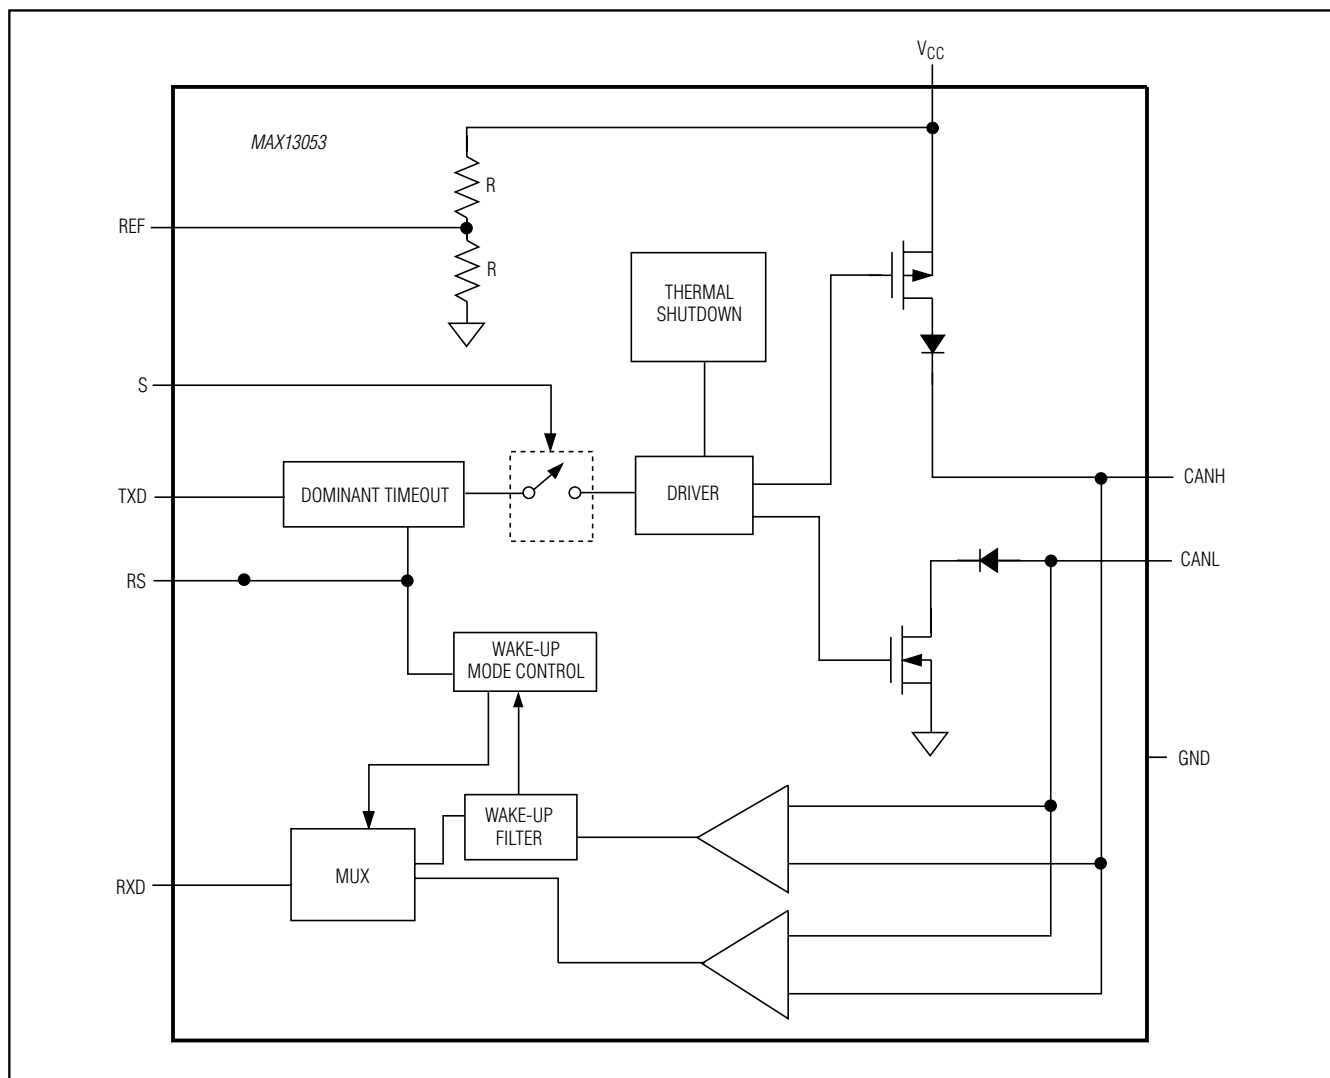 VCC
MAX13053
R
REF
R
THERMAL
SHUTDOWN
S
TXD
DOMINANT TIMEOUT
DRIVER
CANH
CANL
RS
WAKE-UP
MODE CONTROL
GND
WAKE-UP
FILTER
MUX
RXD